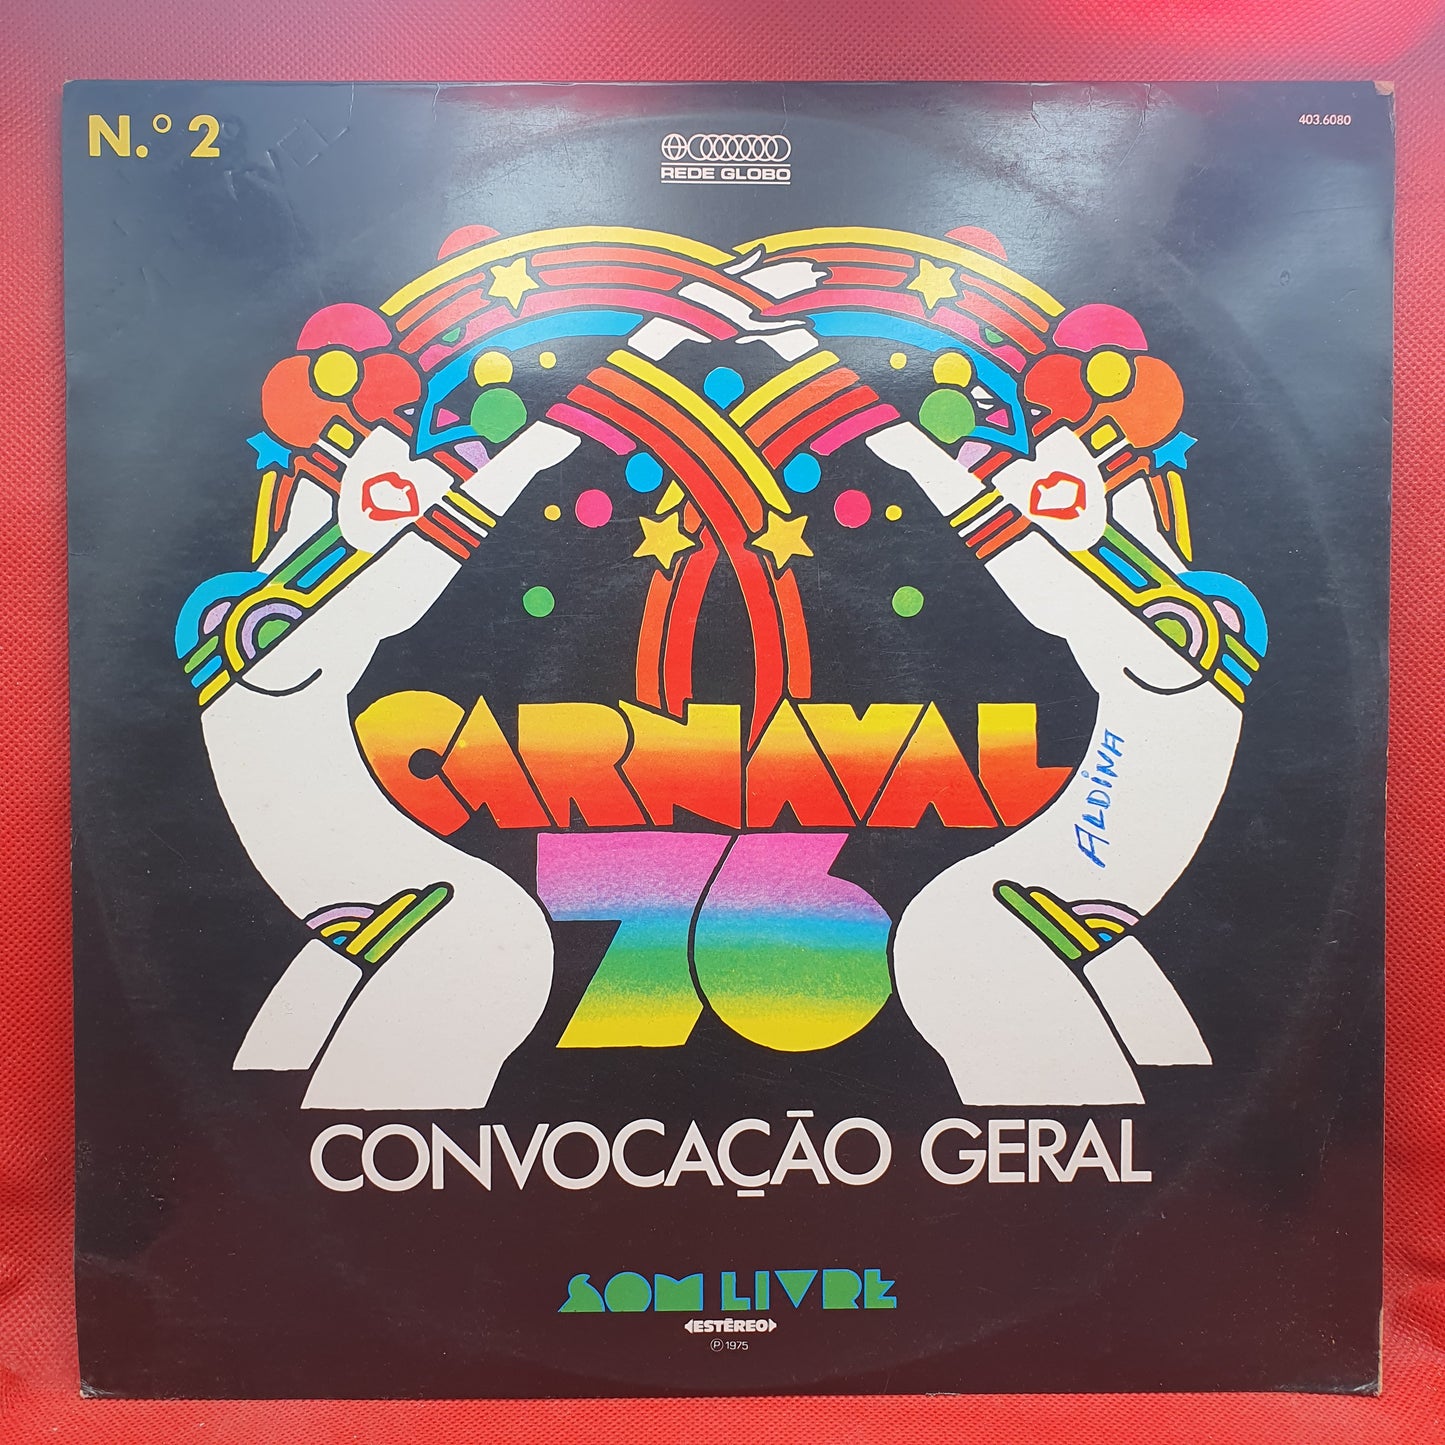 N.º 2
403.6080
REDE GLOBO
CARNAVAL
76
ALDINA
CONVOCAÇÃO GERAL
SOM LIVRE
ESTÉREO
℗ 1975